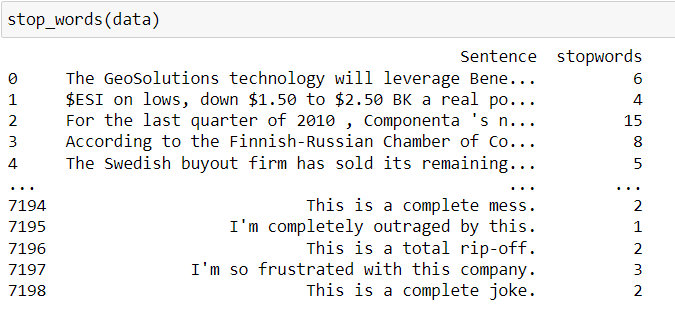 stop_words(data)
Sentence stopwords
0 The GeoSolutions technology will leverage Bene... 6
1 $ESI on lows, down $1.50 to $2.50 BK a real po... 4
2 For the last quarter of 2010 , Componenta 's n... 15
3 According to the Finnish-Russian Chamber of Co... 8
4 The Swedish buyout firm has sold its remaining... 5
... ... ...
7194 This is a complete mess. 2
7195 I'm completely outraged by this. 1
7196 This is a total rip-off. 2
7197 I'm so frustrated with this company. 3
7198 This is a complete joke. 2